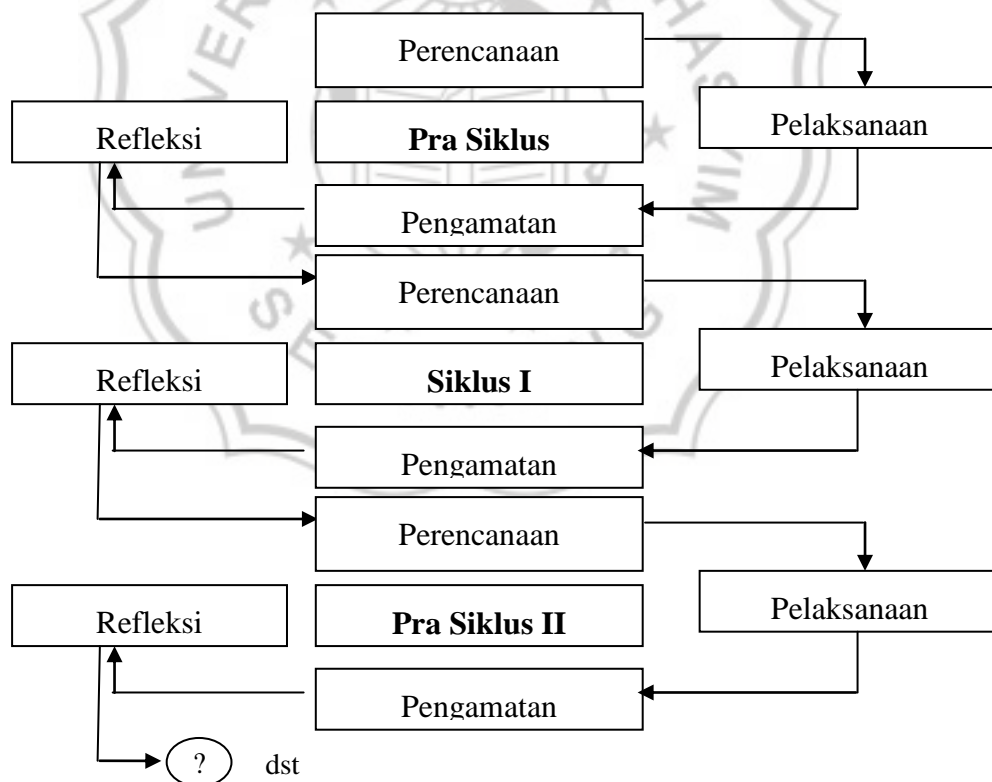 Perencanaan
Pelaksanaan
Refleksi
Pra Siklus
Pengamatan
Perencanaan
Pelaksanaan
Refleksi
Siklus I
Pengamatan
Perencanaan
Pelaksanaan
Refleksi
Pra Siklus II
Pengamatan
? dst